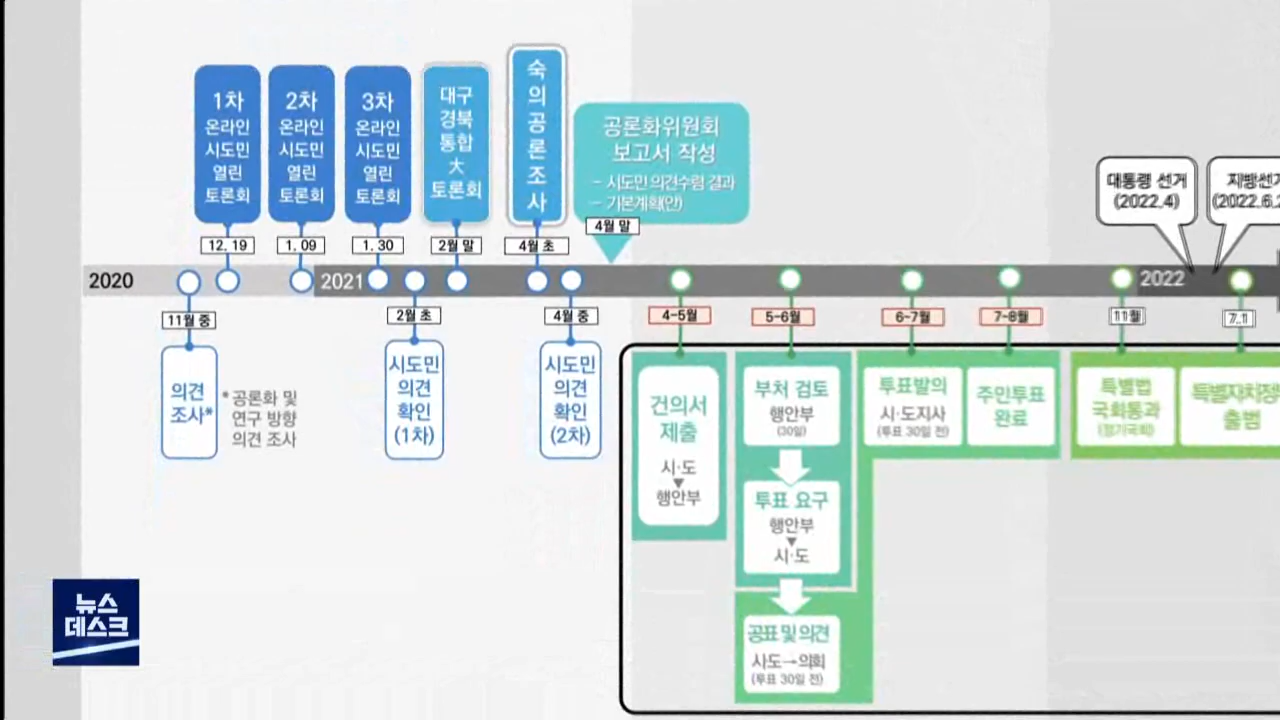 1차
온라인
시도민
열린
토론회
2차
온라인
시도민
열린
토론회
3차
온라인
시도민
열린
토론회
대구
경북
통합
大
토론회
숙
의
공
론
조
사
공론화위원회
보고서 작성
- 시도민 의견수렴 결과
- 기본계획(안)
대통령 선거
(2022.4)
지방선거
(2022.6.
12. 19
1. 09
1. 30
2월 말
4월 초
4월 말
2020
2021
2022
11월 중
2월 초
4월 중
4~5월
5~6월
6~7월
7~8월
11월
7. 1
의견
조사*
* 공론화 및
연구 방향
의견 조사
시도민
의견
확인
(1차)
시도민
의견
확인
(2차)
건의서
제출
시·도
▼
행안부
부처 검토
행안부
(30일)
투표 요구
행안부
▼
시·도
공표 및 의견
시도→의회
(투표 30일 전)
투표발의
시·도지사
(투표 30일 전)
주민투표
완료
특별법
국회통과
(정기국회)
특별자치정
출범
뉴스
데스크